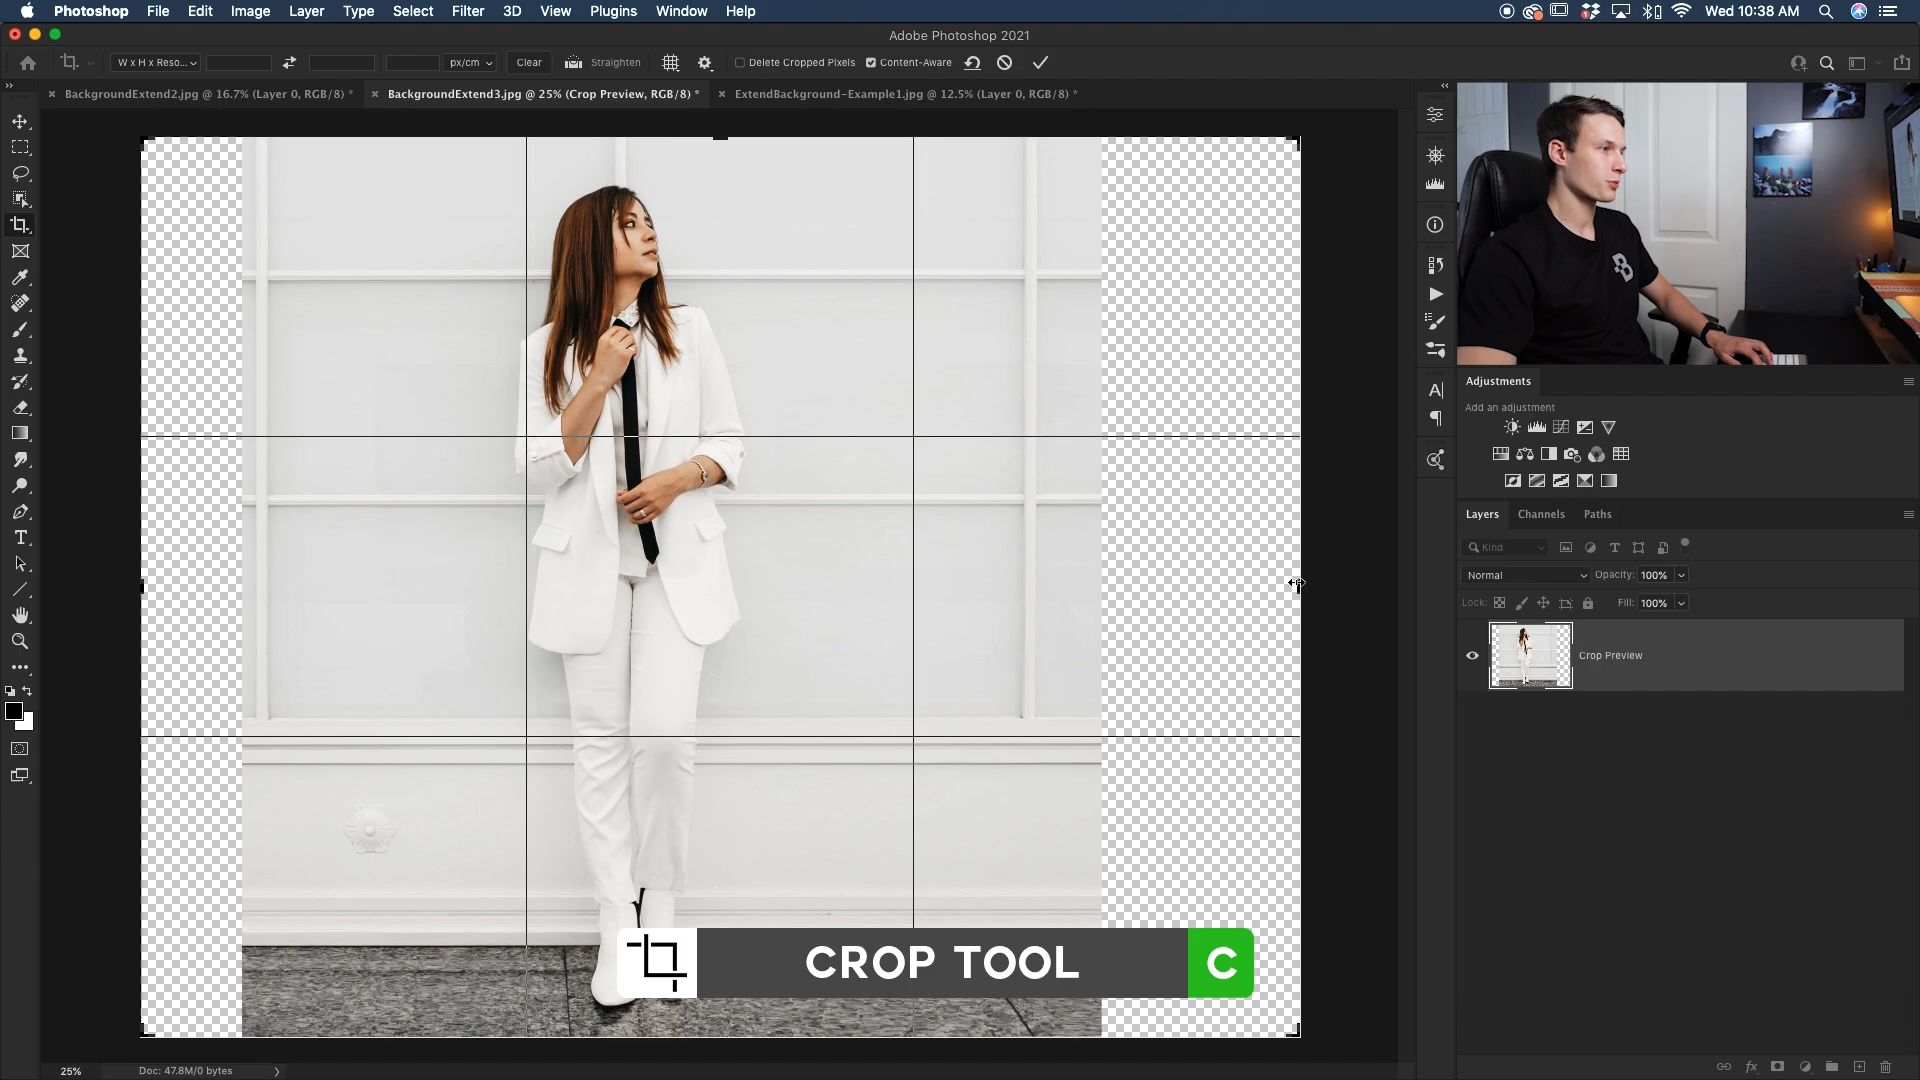 Photoshop File Edit Image Layer Type Select Filter 3D View Plugins Window Help
Wed 10:38 AM
Adobe Photoshop 2021
W x H x Reso...
px/cm
Clear
Straighten
Delete Cropped Pixels
Content-Aware
BackgroundExtend2.jpg @ 16.7% (Layer 0, RGB/8) *
BackgroundExtend3.jpg @ 25% (Crop Preview, RGB/8) *
ExtendBackground-Example1.jpg @ 12.5% (Layer 0, RGB/8) *
Adjustments
Add an adjustment
Layers Channels Paths
Kind
Normal
Opacity: 100%
Lock:
Fill: 100%
Crop Preview
CROP TOOL
C
25%
Doc: 47.8M/0 bytes